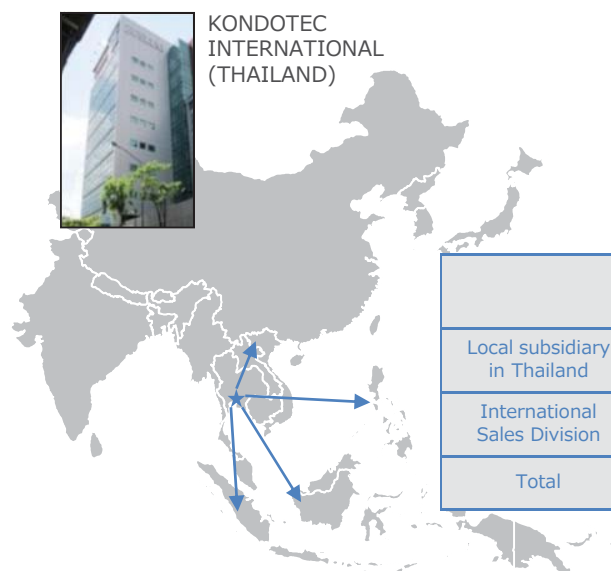 KONDOTEC
INTERNATIONAL
(THAILAND)
Local subsidiary
in Thailand
International
Sales Division
Total